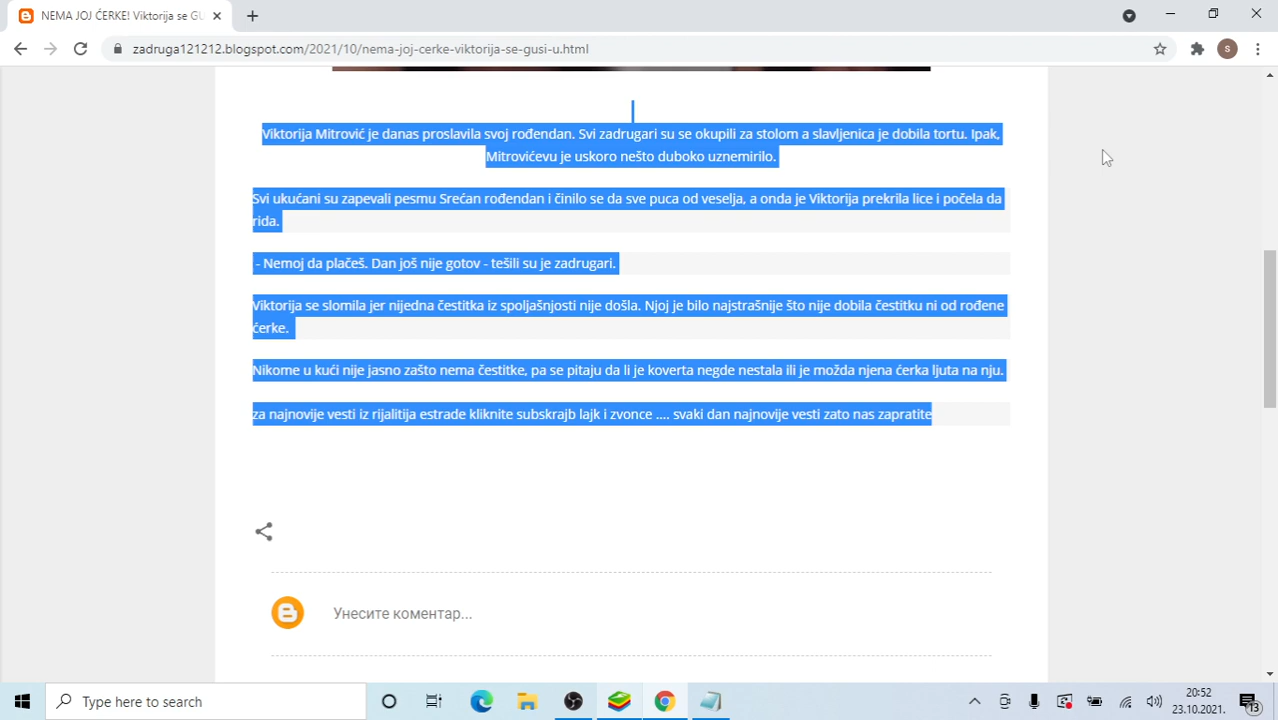 NEMA JOJ ĆERKE! Viktorija se GU
zadruga121212.blogspot.com/2021/10/nema-joj-cerke-viktorija-se-gusi-u.html
S
Viktorija Mitrović je danas proslavila svoj rođendan. Svi zadrugari su se okupili za stolom a slavljenica je dobila tortu. Ipak,
Mitrovićevu je uskoro nešto duboko uznemirilo.
Svi ukućani su zapevali pesmu Srećan rođendan i činilo se da sve puca od veselja, a onda je Viktorija prekrila lice i počela da
rida.
- Nemoj da plačeš. Dan još nije gotov - tešili su je zadrugari.
Viktorija se slomila jer nijedna čestitka iz spoljašnjosti nije došla. Njoj je bilo najstrašnije što nije dobila čestitku ni od rođene
ćerke.
Nikome u kući nije jasno zašto nema čestitke, pa se pitaju da li je koverta negde nestala ili je možda njena ćerka ljuta na nju.
za najnovije vesti iz rijalitija estrade kliknite subskrajb lajk i zvonce .... svaki dan najnovije vesti zato nas zapratite
Унесите коментар...
Type here to search
20:52
23.10.2021.
13